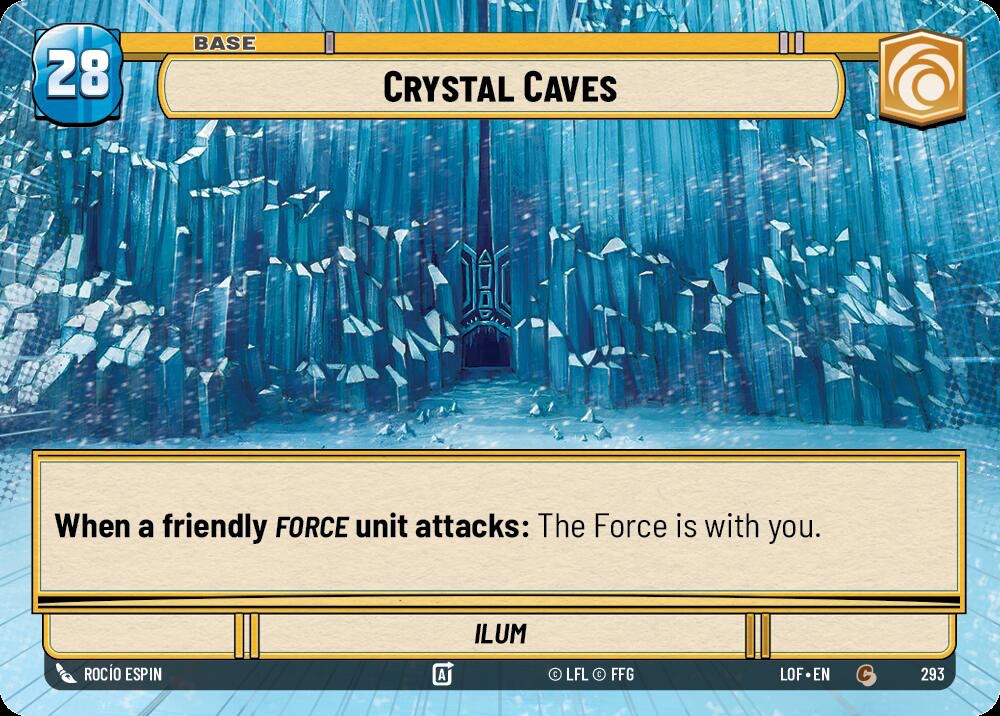 BASE
28
CRYSTAL CAVES
When a friendly FORCE unit attacks: The Force is with you.
ILUM
ROCÍO ESPIN
A
© LFL © FFG
LOF • EN
C
293